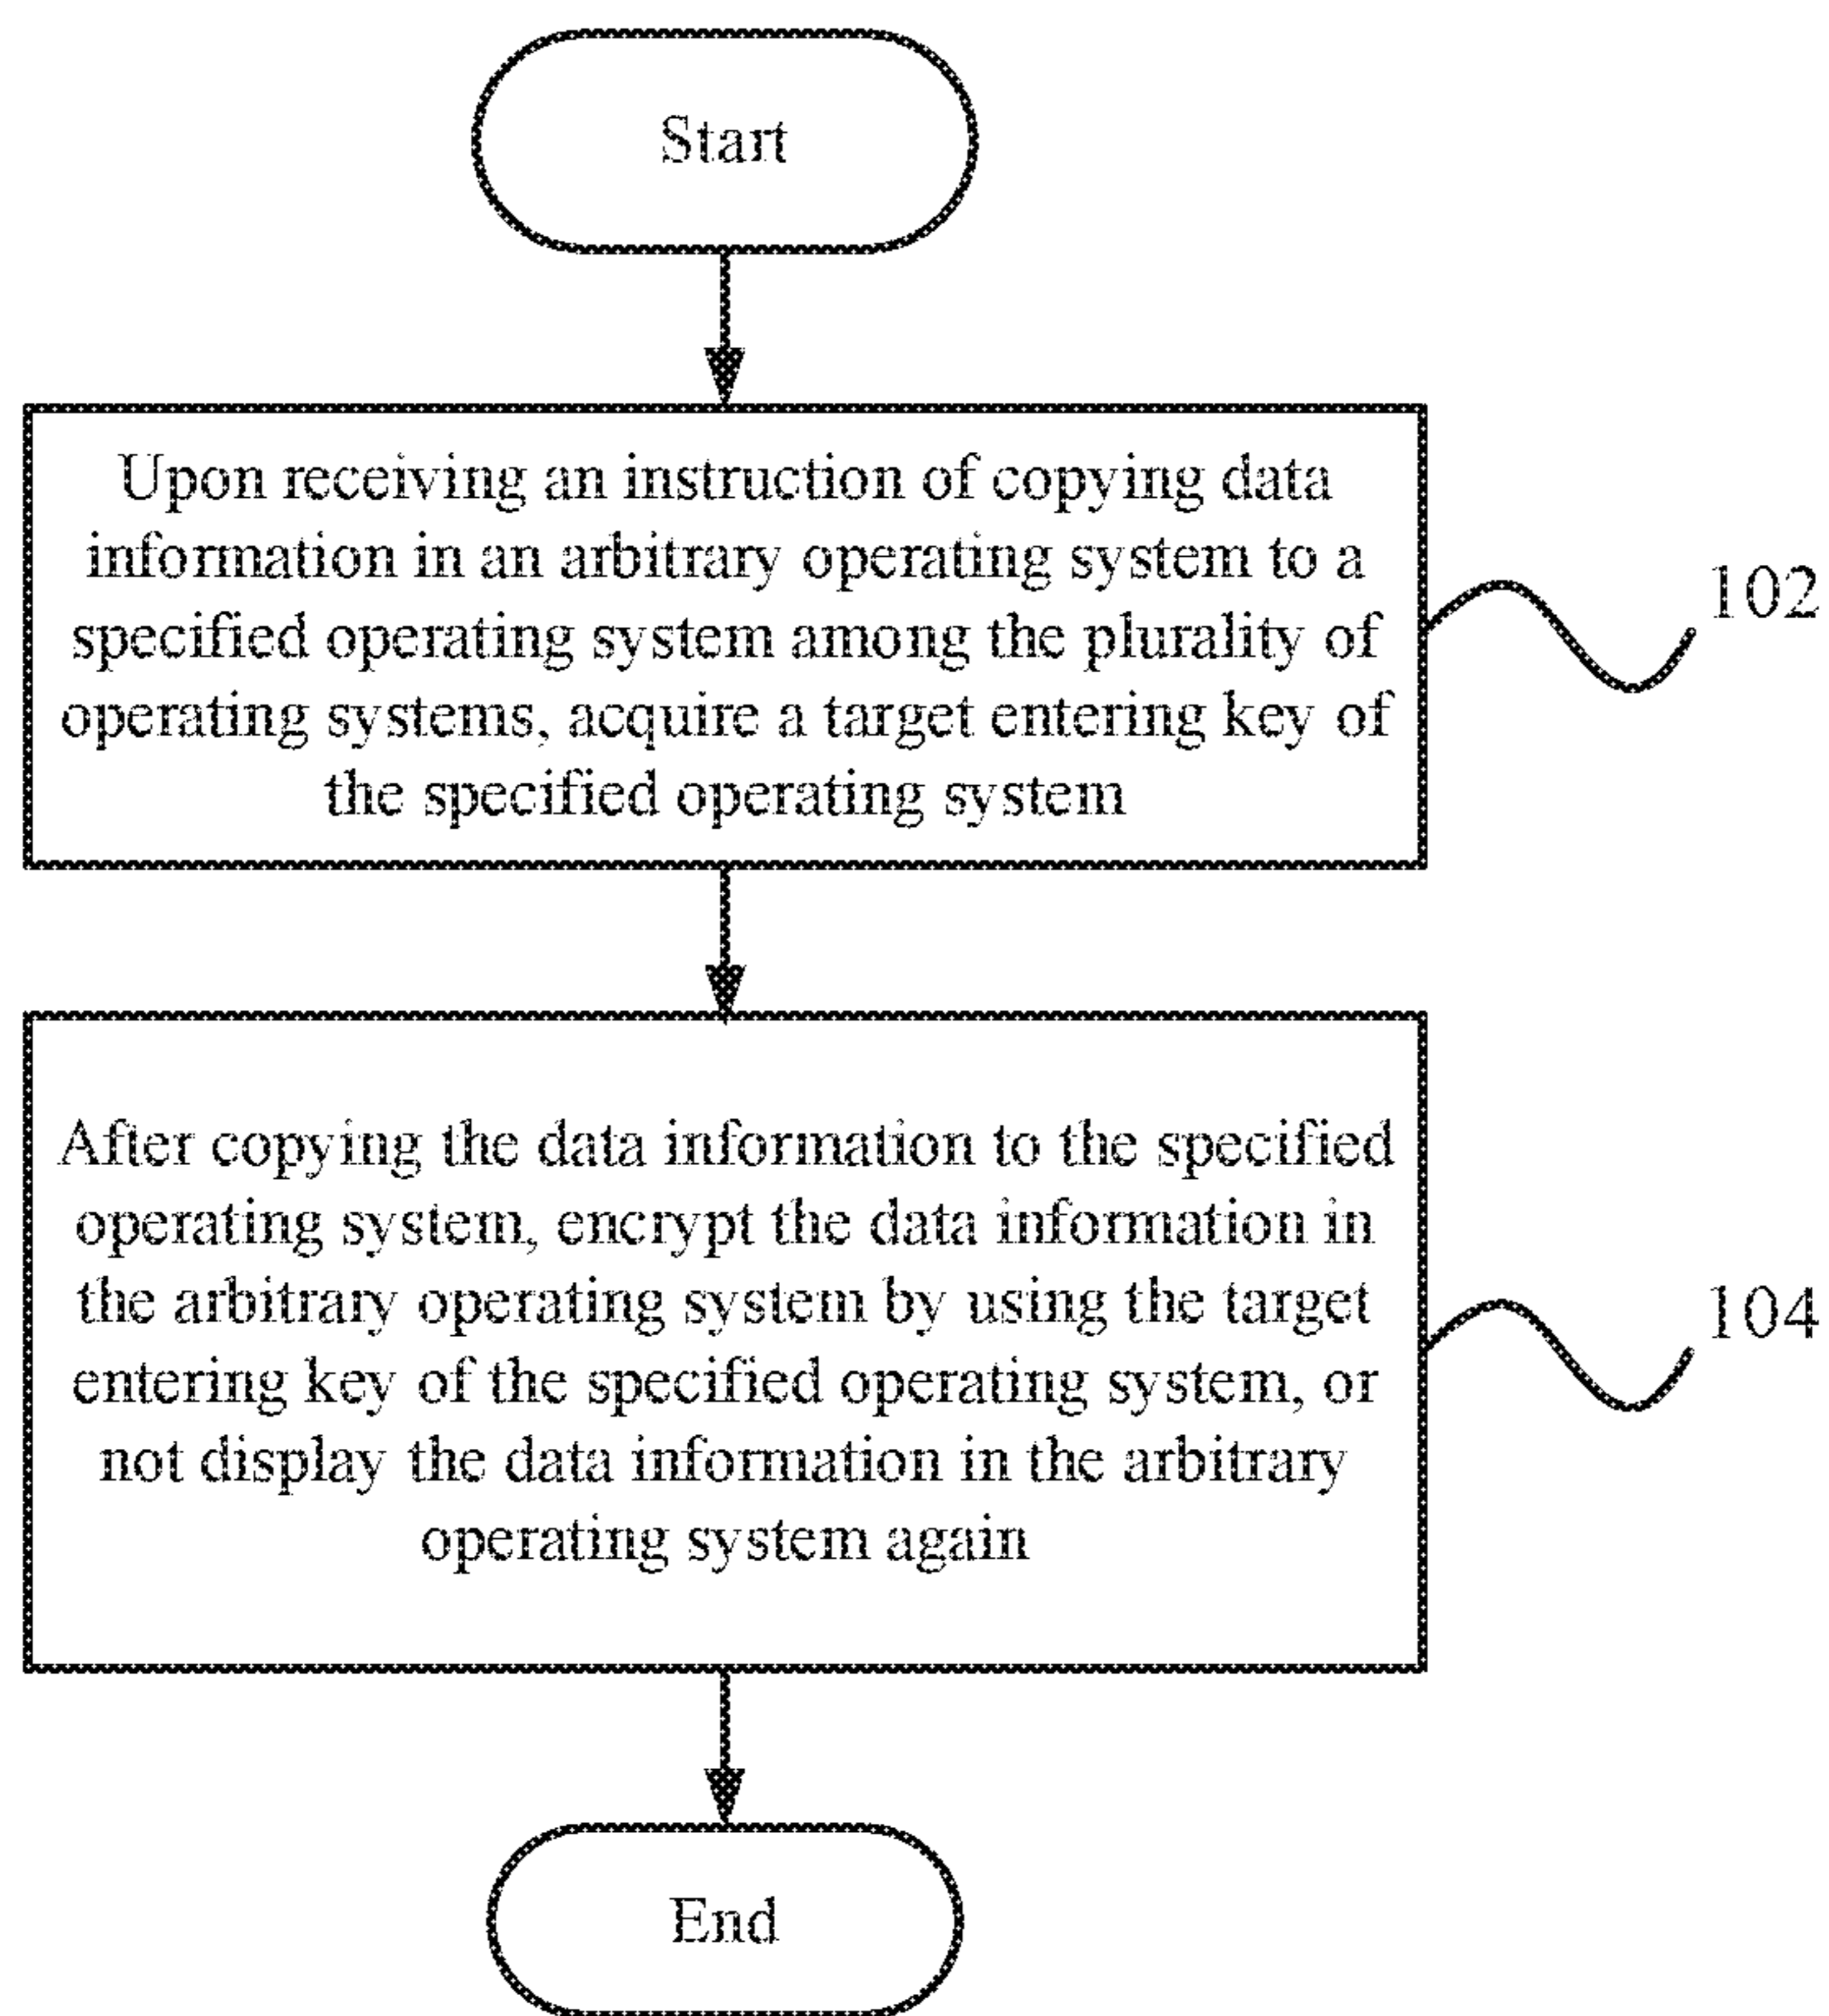 Start
Upon receiving an instruction of copying data
information in an arbitrary operating system to a
specified operating system among the plurality of
operating systems, acquire a target entering key of
the specified operating system
102
After copying the data information to the specified
operating system, encrypt the data information in
the arbitrary operating system by using the target
entering key of the specified operating system, or
not display the data information in the arbitrary
operating system again
104
End